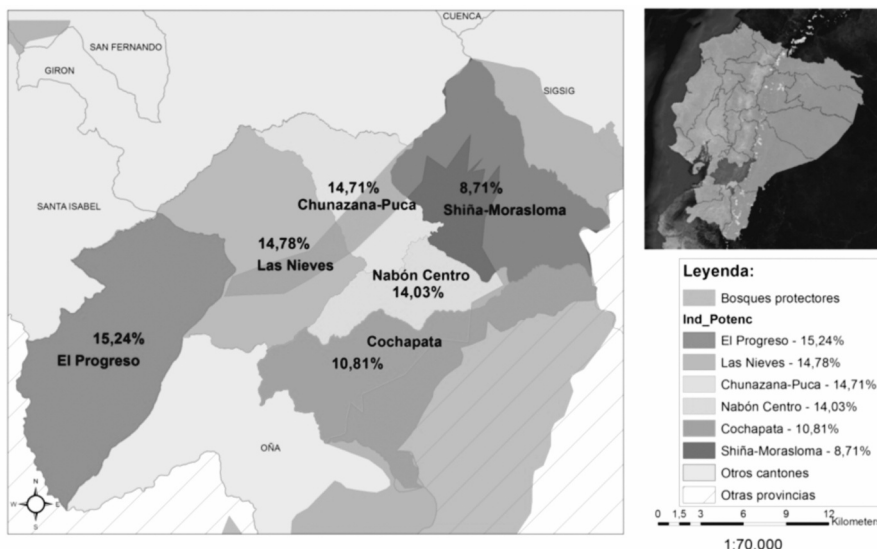 CUENCA
SAN FERNANDO
GIRON
SIGSIG
SANTA ISABEL
14,71%
Chunazana-Puca
8,71%
Shiña-Morasloma
14,78%
Las Nieves
Nabón Centro
14,03%
15,24%
El Progreso
Cochapata
10,81%
OÑA
N
W E
S
Leyenda:
Bosques protectores
Ind_Potenc
El Progreso - 15,24%
Las Nieves - 14,78%
Chunazana-Puca - 14,71%
Nabón Centro - 14,03%
Cochapata - 10,81%
Shiña-Morasloma - 8,71%
Otros cantones
Otras provincias
0 1,5 3 6 9 12
Kilometer
1:70.000